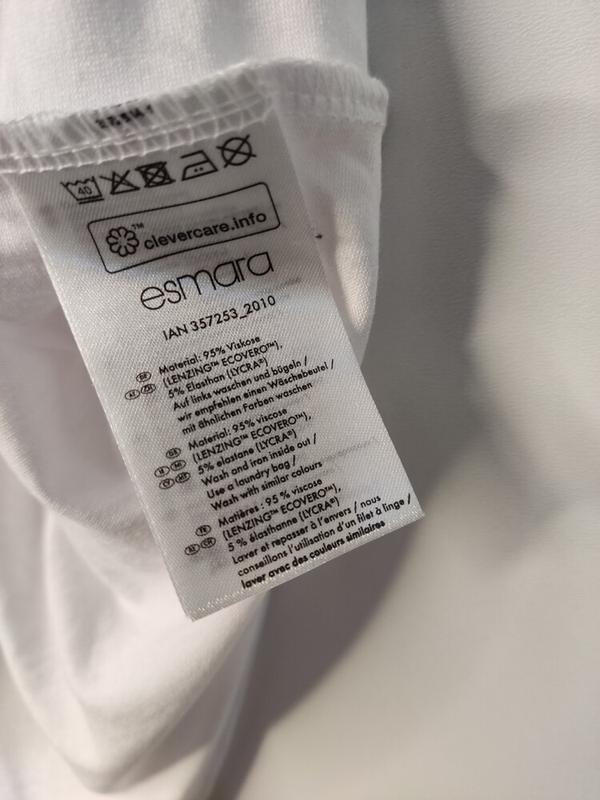 40
clevercare.info™
esmara
IAN 357253_2010
Material: 95% Viskose
(LENZING™ ECOVERO™),
5% Elasthan (LYCRA®)
Auf links waschen und bügeln /
wir empfehlen einen Wäschebeutel /
mit ähnlichen Farben waschen
Material: 95% viscose
(LENZING™ ECOVERO™),
5% elastane (LYCRA®)
Wash and iron inside out /
Use a laundry bag /
Wash with similar colours
Matières : 95 % viscose
(LENZING™ ECOVERO™),
5 % élasthanne (LYCRA®)
Laver et repasser à l'envers / nous
conseillons l'utilisation d'un filet à linge /
laver avec des couleurs similaires